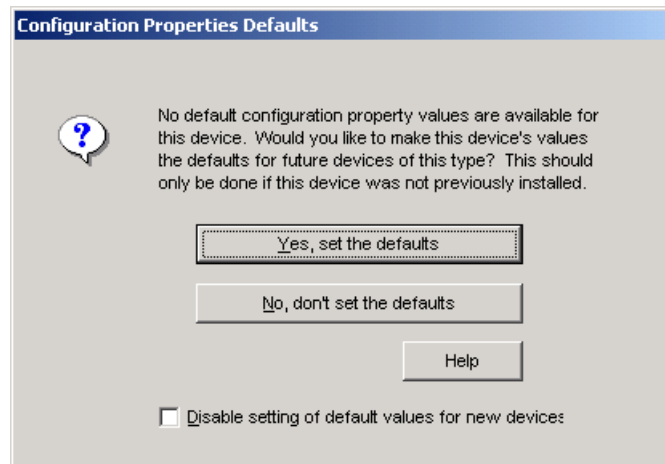 Configuration Properties Defaults
No default configuration property values are available for
this device. Would you like to make this device's values
the defaults for future devices of this type? This should
only be done if this device was not previously installed.
Yes, set the defaults
No, don't set the defaults
Help
Disable setting of default values for new devices